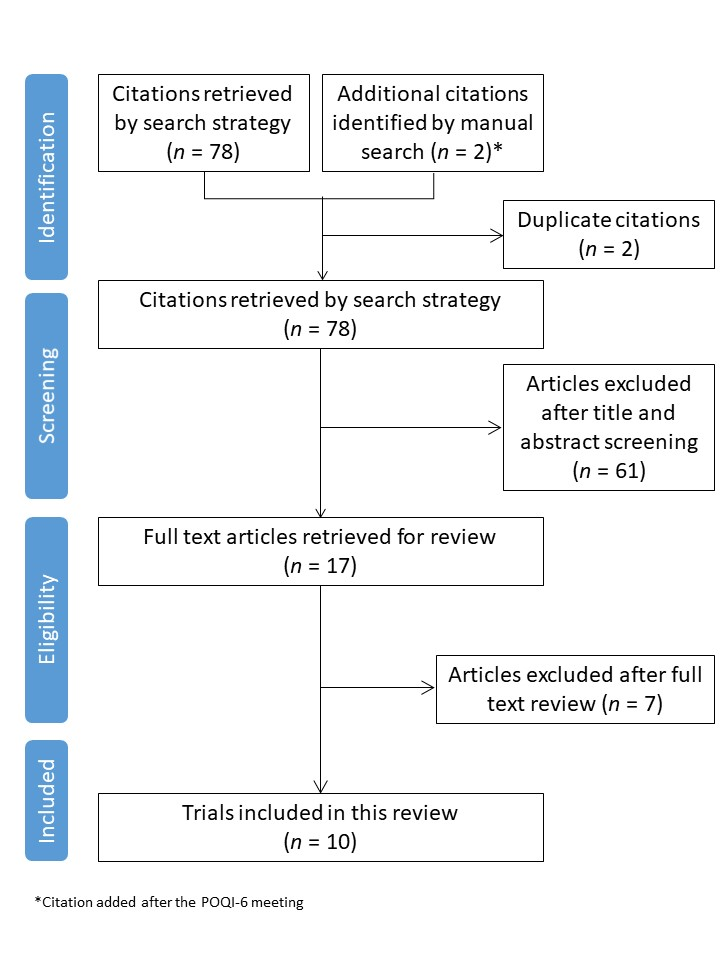 Identification
Citations retrieved
by search strategy
(n = 78)
Additional citations
identified by manual
search (n = 2)*
Duplicate citations
(n = 2)
Screening
Citations retrieved by search strategy
(n = 78)
Articles excluded
after title and
abstract screening
(n = 61)
Eligibility
Full text articles retrieved for review
(n = 17)
Articles excluded after full
text review (n = 7)
Included
Trials included in this review
(n = 10)
*Citation added after the POQI-6 meeting